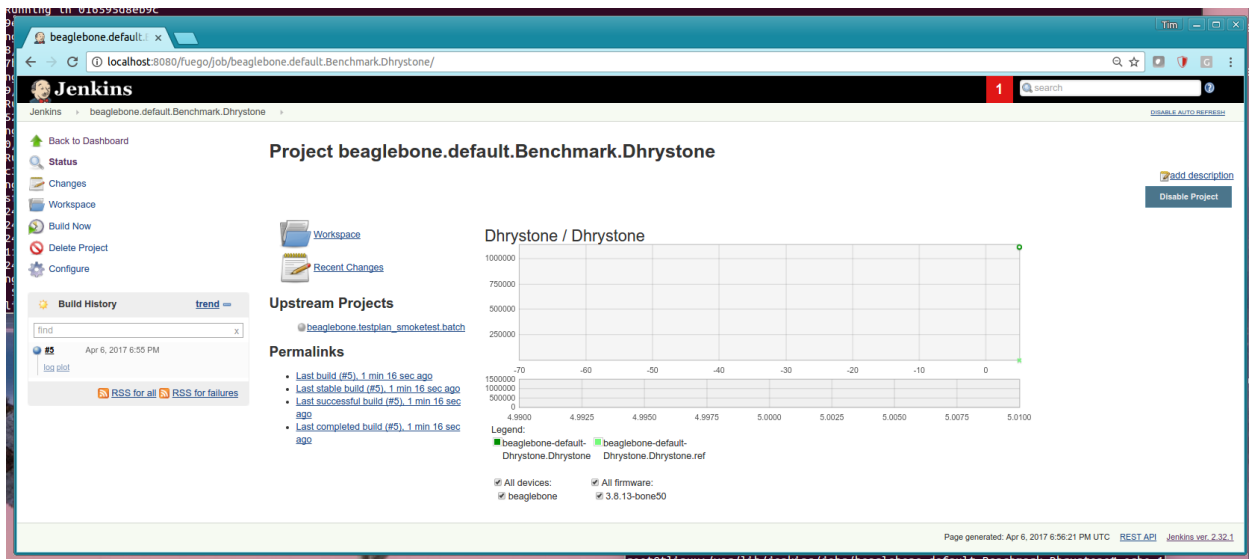 Running in 016595d8eb9c
Tim
beaglebone.default.
localhost:8080/fuego/job/beaglebone.default.Benchmark.Dhrystone/
Jenkins
1
search
Jenkins
beaglebone.default.Benchmark.Dhrystone
DISABLE AUTO REFRESH
Back to Dashboard
Status
Changes
Workspace
Build Now
Delete Project
Configure
Build History
trend
find
x
#5
Apr 6, 2017 6:55 PM
log plot
RSS for all
RSS for failures
Project beaglebone.default.Benchmark.Dhrystone
add description
Disable Project
Workspace
Recent Changes
Upstream Projects
beaglebone.testplan_smoketest.batch
Permalinks
Last build (#5), 1 min 16 sec ago
Last stable build (#5), 1 min 16 sec ago
Last successful build (#5), 1 min 16 sec
ago
Last completed build (#5), 1 min 16 sec
ago
Dhrystone / Dhrystone
1000000
750000
500000
250000
-70 -60 -50 -40 -30 -20 -10 0
1500000
1000000
500000
0
4.9900 4.9925 4.9950 4.9975 5.0000 5.0025 5.0050 5.0075 5.0100
Legend:
beaglebone-default- beaglebone-default-
Dhrystone.Dhrystone Dhrystone.Dhrystone.ref
All devices: All firmware:
beaglebone 3.8.13-bone50
Page generated: Apr 6, 2017 6:56:21 PM UTC REST API Jenkins ver. 2.32.1